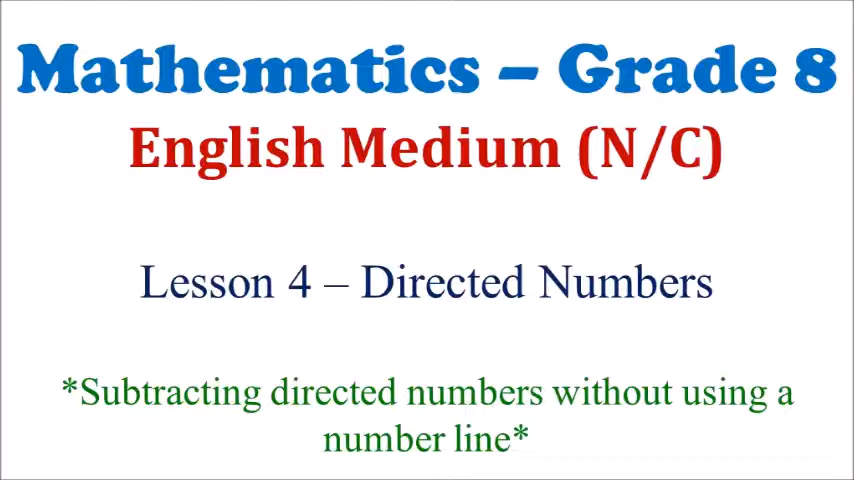 Mathematics – Grade 8
English Medium (N/C)
Lesson 4 – Directed Numbers
*Subtracting directed numbers without using a
number line*